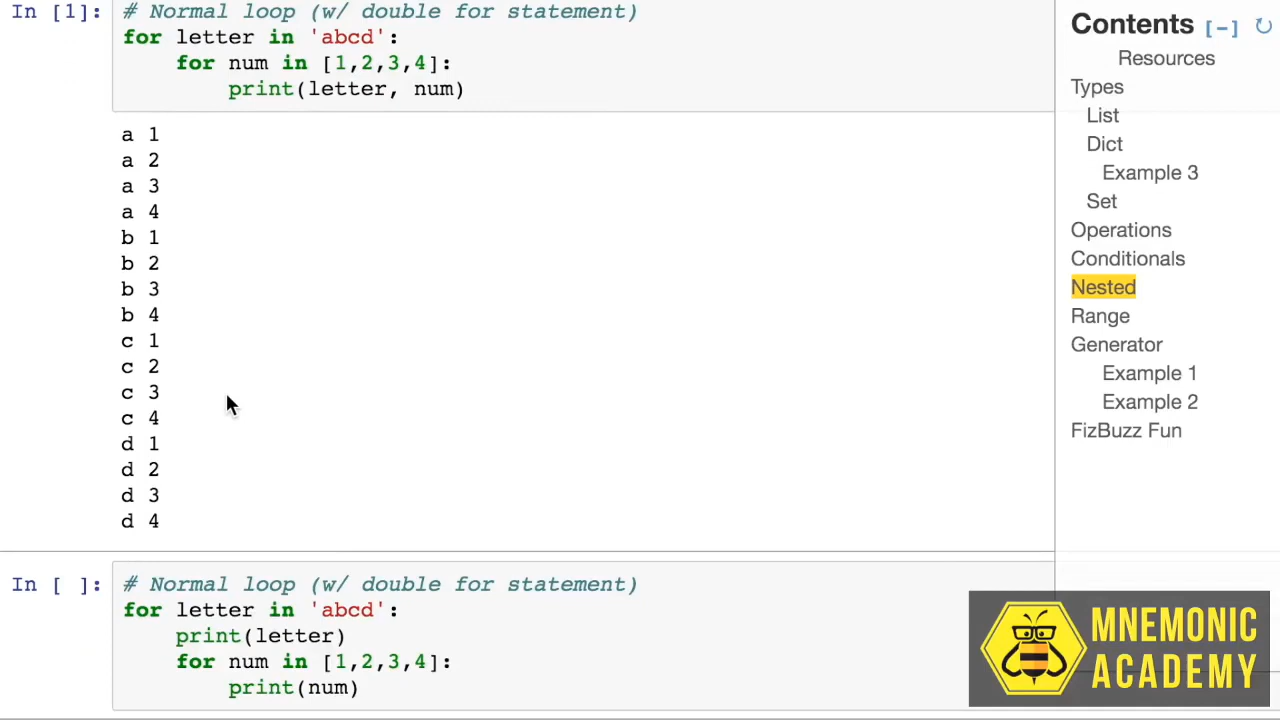 In [1]: # Normal loop (w/ double for statement)
for letter in 'abcd':
    for num in [1,2,3,4]:
        print(letter, num)
a 1
a 2
a 3
a 4
b 1
b 2
b 3
b 4
c 1
c 2
c 3
c 4
d 1
d 2
d 3
d 4
In [ ]: # Normal loop (w/ double for statement)
for letter in 'abcd':
    print(letter)
    for num in [1,2,3,4]:
        print(num)
Contents [-] ↻
Resources
Types
List
Dict
Example 3
Set
Operations
Conditionals
Nested
Range
Generator
Example 1
Example 2
FizBuzz Fun
MNEMONIC
ACADEMY